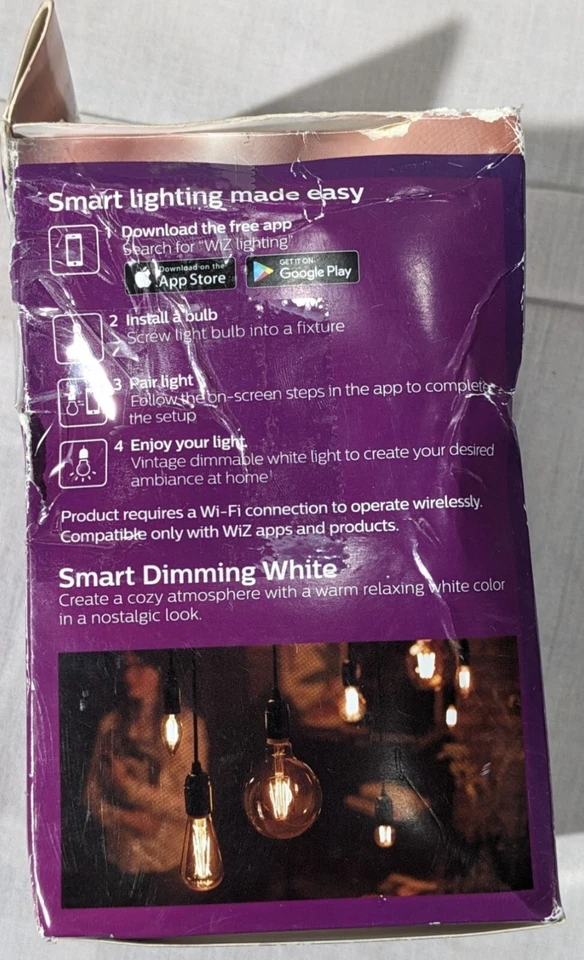 Smart lighting made easy
1 Download the free app
Search for "WiZ lighting"
Download on the
App Store
GET IT ON
Google Play
2 Install a bulb
Screw light bulb into a fixture
3 Pair light
Follow the on-screen steps in the app to complete
the setup
4 Enjoy your light.
Vintage dimmable white light to create your desired
ambiance at home
Product requires a Wi-Fi connection to operate wirelessly.
Compatible only with WiZ apps and products.
Smart Dimming White
Create a cozy atmosphere with a warm relaxing white color
in a nostalgic look.